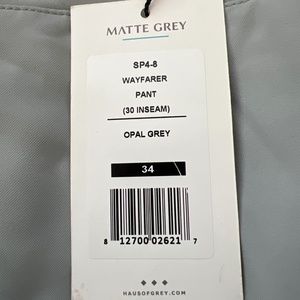 MATTE GREY
SP4-8
WAYFARER
PANT
(30 INSEAM)
OPAL GREY
34
8 12700 02621 7
HAUSOFGREY.COM